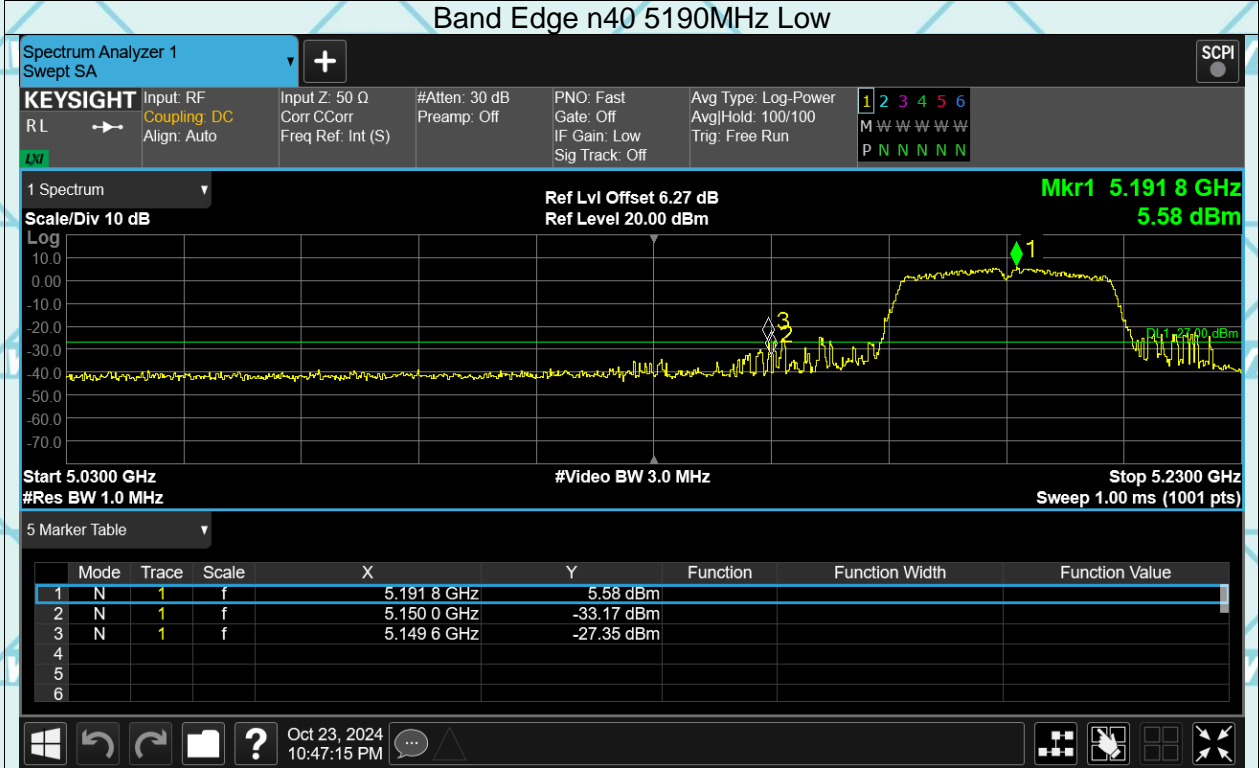 Band Edge n40 5190MHz Low
Spectrum Analyzer 1
Swept SA
SCPI
KEYSIGHT
R L
LXI
Input: RF
Coupling: DC
Align: Auto
Input Z: 50 Ω
Corr CCorr
Freq Ref: Int (S)
#Atten: 30 dB
Preamp: Off
PNO: Fast
Gate: Off
IF Gain: Low
Sig Track: Off
Avg Type: Log-Power
Avg|Hold: 100/100
Trig: Free Run
1 2 3 4 5 6
M W W W W W
P N N N N N
1 Spectrum
Scale/Div 10 dB
Ref Lvl Offset 6.27 dB
Ref Level 20.00 dBm
Mkr1 5.191 8 GHz
5.58 dBm
Log
10.0
0.00
-10.0
-20.0
-30.0
-40.0
-50.0
-60.0
-70.0
1
3
2
DL1 -27.00 dBm
Start 5.0300 GHz
#Video BW 3.0 MHz
Stop 5.2300 GHz
#Res BW 1.0 MHz
Sweep 1.00 ms (1001 pts)
5 Marker Table
Mode Trace Scale X Y Function Function Width Function Value
1 N 1 f 5.191 8 GHz 5.58 dBm
2 N 1 f 5.150 0 GHz -33.17 dBm
3 N 1 f 5.149 6 GHz -27.35 dBm
4
5
6
?
Oct 23, 2024
10:47:15 PM